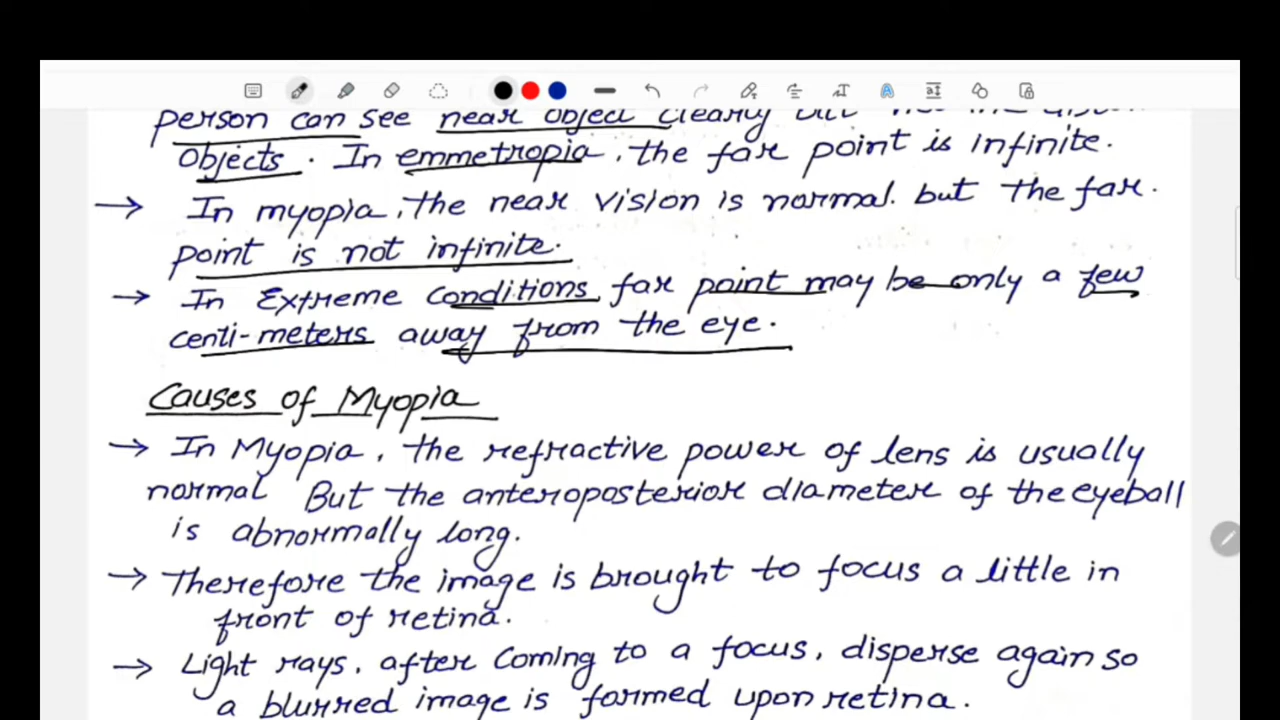 person can see near object clearly but
objects. In emmetropia, the far point is infinite.
→ In myopia, the near vision is normal. but the far.
point is not infinite.
→ In Extreme conditions, far point may be only a few
centi-meters away from the eye.
Causes of Myopia
→ In Myopia, the refractive power of lens is usually
normal But the anteroposterior diameter of the eyeball
is abnormally long.
→ Therefore the image is brought to focus a little in
front of retina.
→ Light rays, after coming to a focus, disperse again so
a blurred image is formed upon retina.